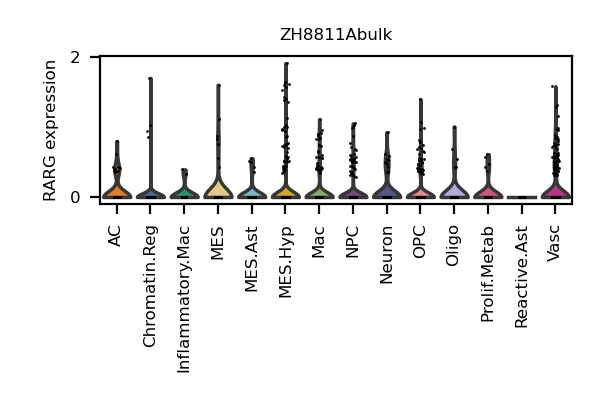 ZH8811Abulk
RARG expression
2
0
AC
Chromatin.Reg
Inflammatory.Mac
MES
MES.Ast
MES.Hyp
Mac
NPC
Neuron
OPC
Oligo
Prolif.Metab
Reactive.Ast
Vasc